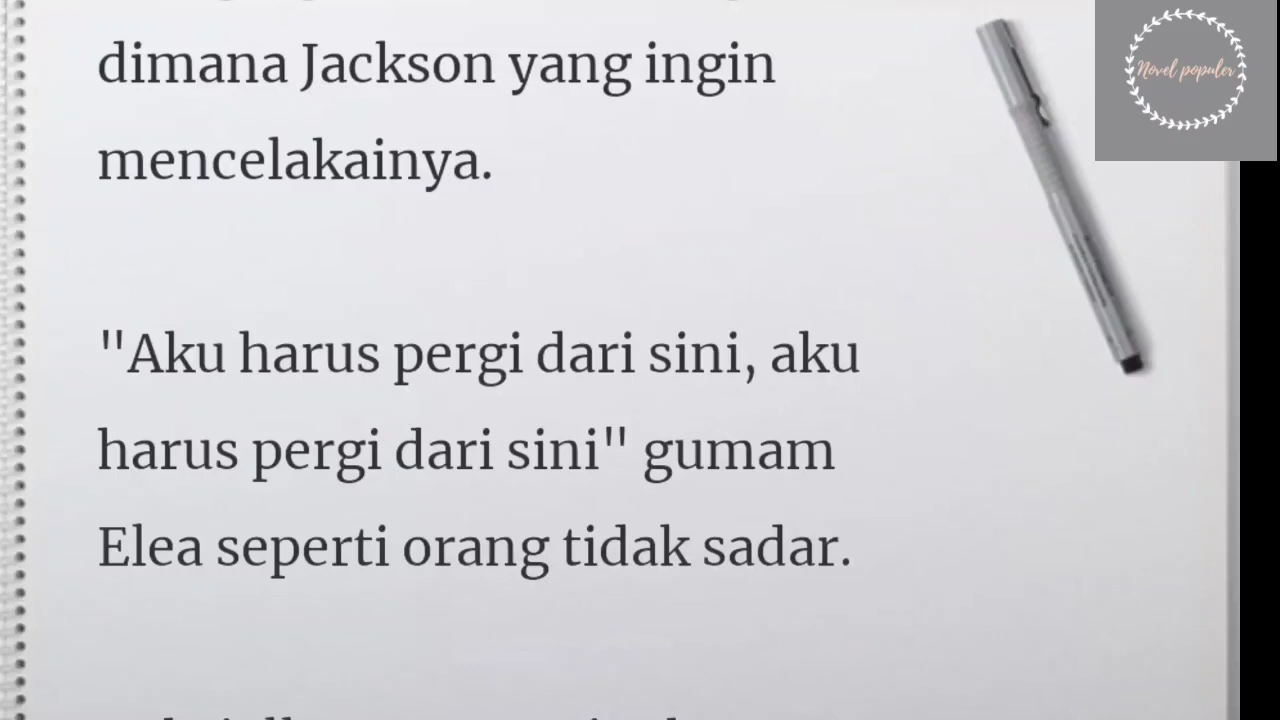 dimana Jackson yang ingin
mencelakainya.
"Aku harus pergi dari sini, aku
harus pergi dari sini" gumam
Elea seperti orang tidak sadar.
Novel populer